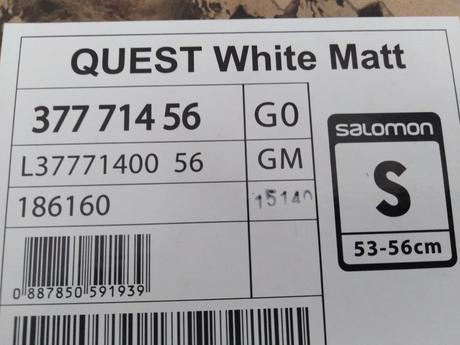 QUEST White Matt
377 714 56 G0
L37771400 56 GM
186160 15140
0 887850 591939
salomon
S
53-56cm